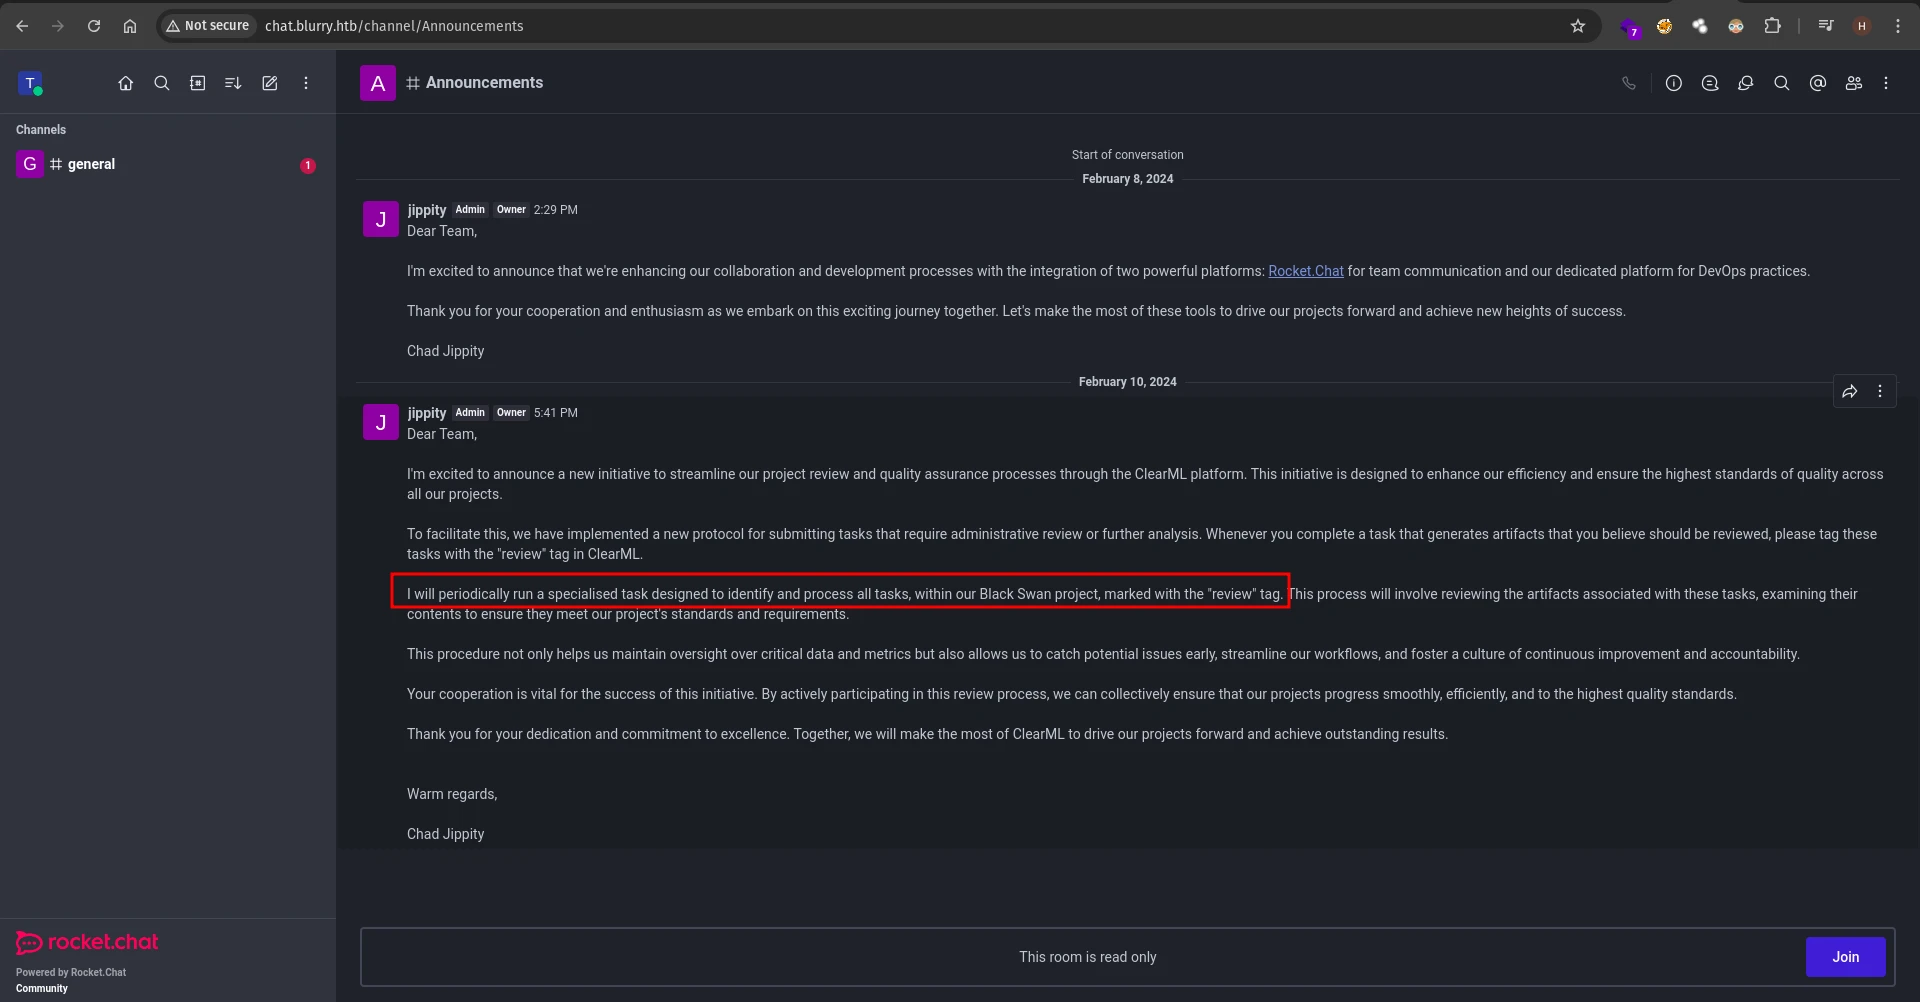 Not secure
chat.blurry.htb/channel/Announcements
7
H
T
A
Announcements
Channels
G
general
1
Start of conversation
February 8, 2024
J
jippity Admin Owner 2:29 PM
Dear Team,
I'm excited to announce that we're enhancing our collaboration and development processes with the integration of two powerful platforms: Rocket.Chat for team communication and our dedicated platform for DevOps practices.
Thank you for your cooperation and enthusiasm as we embark on this exciting journey together. Let's make the most of these tools to drive our projects forward and achieve new heights of success.
Chad Jippity
February 10, 2024
J
jippity Admin Owner 5:41 PM
Dear Team,
I'm excited to announce a new initiative to streamline our project review and quality assurance processes through the ClearML platform. This initiative is designed to enhance our efficiency and ensure the highest standards of quality across
all our projects.
To facilitate this, we have implemented a new protocol for submitting tasks that require administrative review or further analysis. Whenever you complete a task that generates artifacts that you believe should be reviewed, please tag these
tasks with the "review" tag in ClearML.
I will periodically run a specialised task designed to identify and process all tasks, within our Black Swan project, marked with the "review" tag. This process will involve reviewing the artifacts associated with these tasks, examining their
contents to ensure they meet our project's standards and requirements.
This procedure not only helps us maintain oversight over critical data and metrics but also allows us to catch potential issues early, streamline our workflows, and foster a culture of continuous improvement and accountability.
Your cooperation is vital for the success of this initiative. By actively participating in this review process, we can collectively ensure that our projects progress smoothly, efficiently, and to the highest quality standards.
Thank you for your dedication and commitment to excellence. Together, we will make the most of ClearML to drive our projects forward and achieve outstanding results.
Warm regards,
Chad Jippity
rocket.chat
Powered by Rocket.Chat
Community
This room is read only
Join